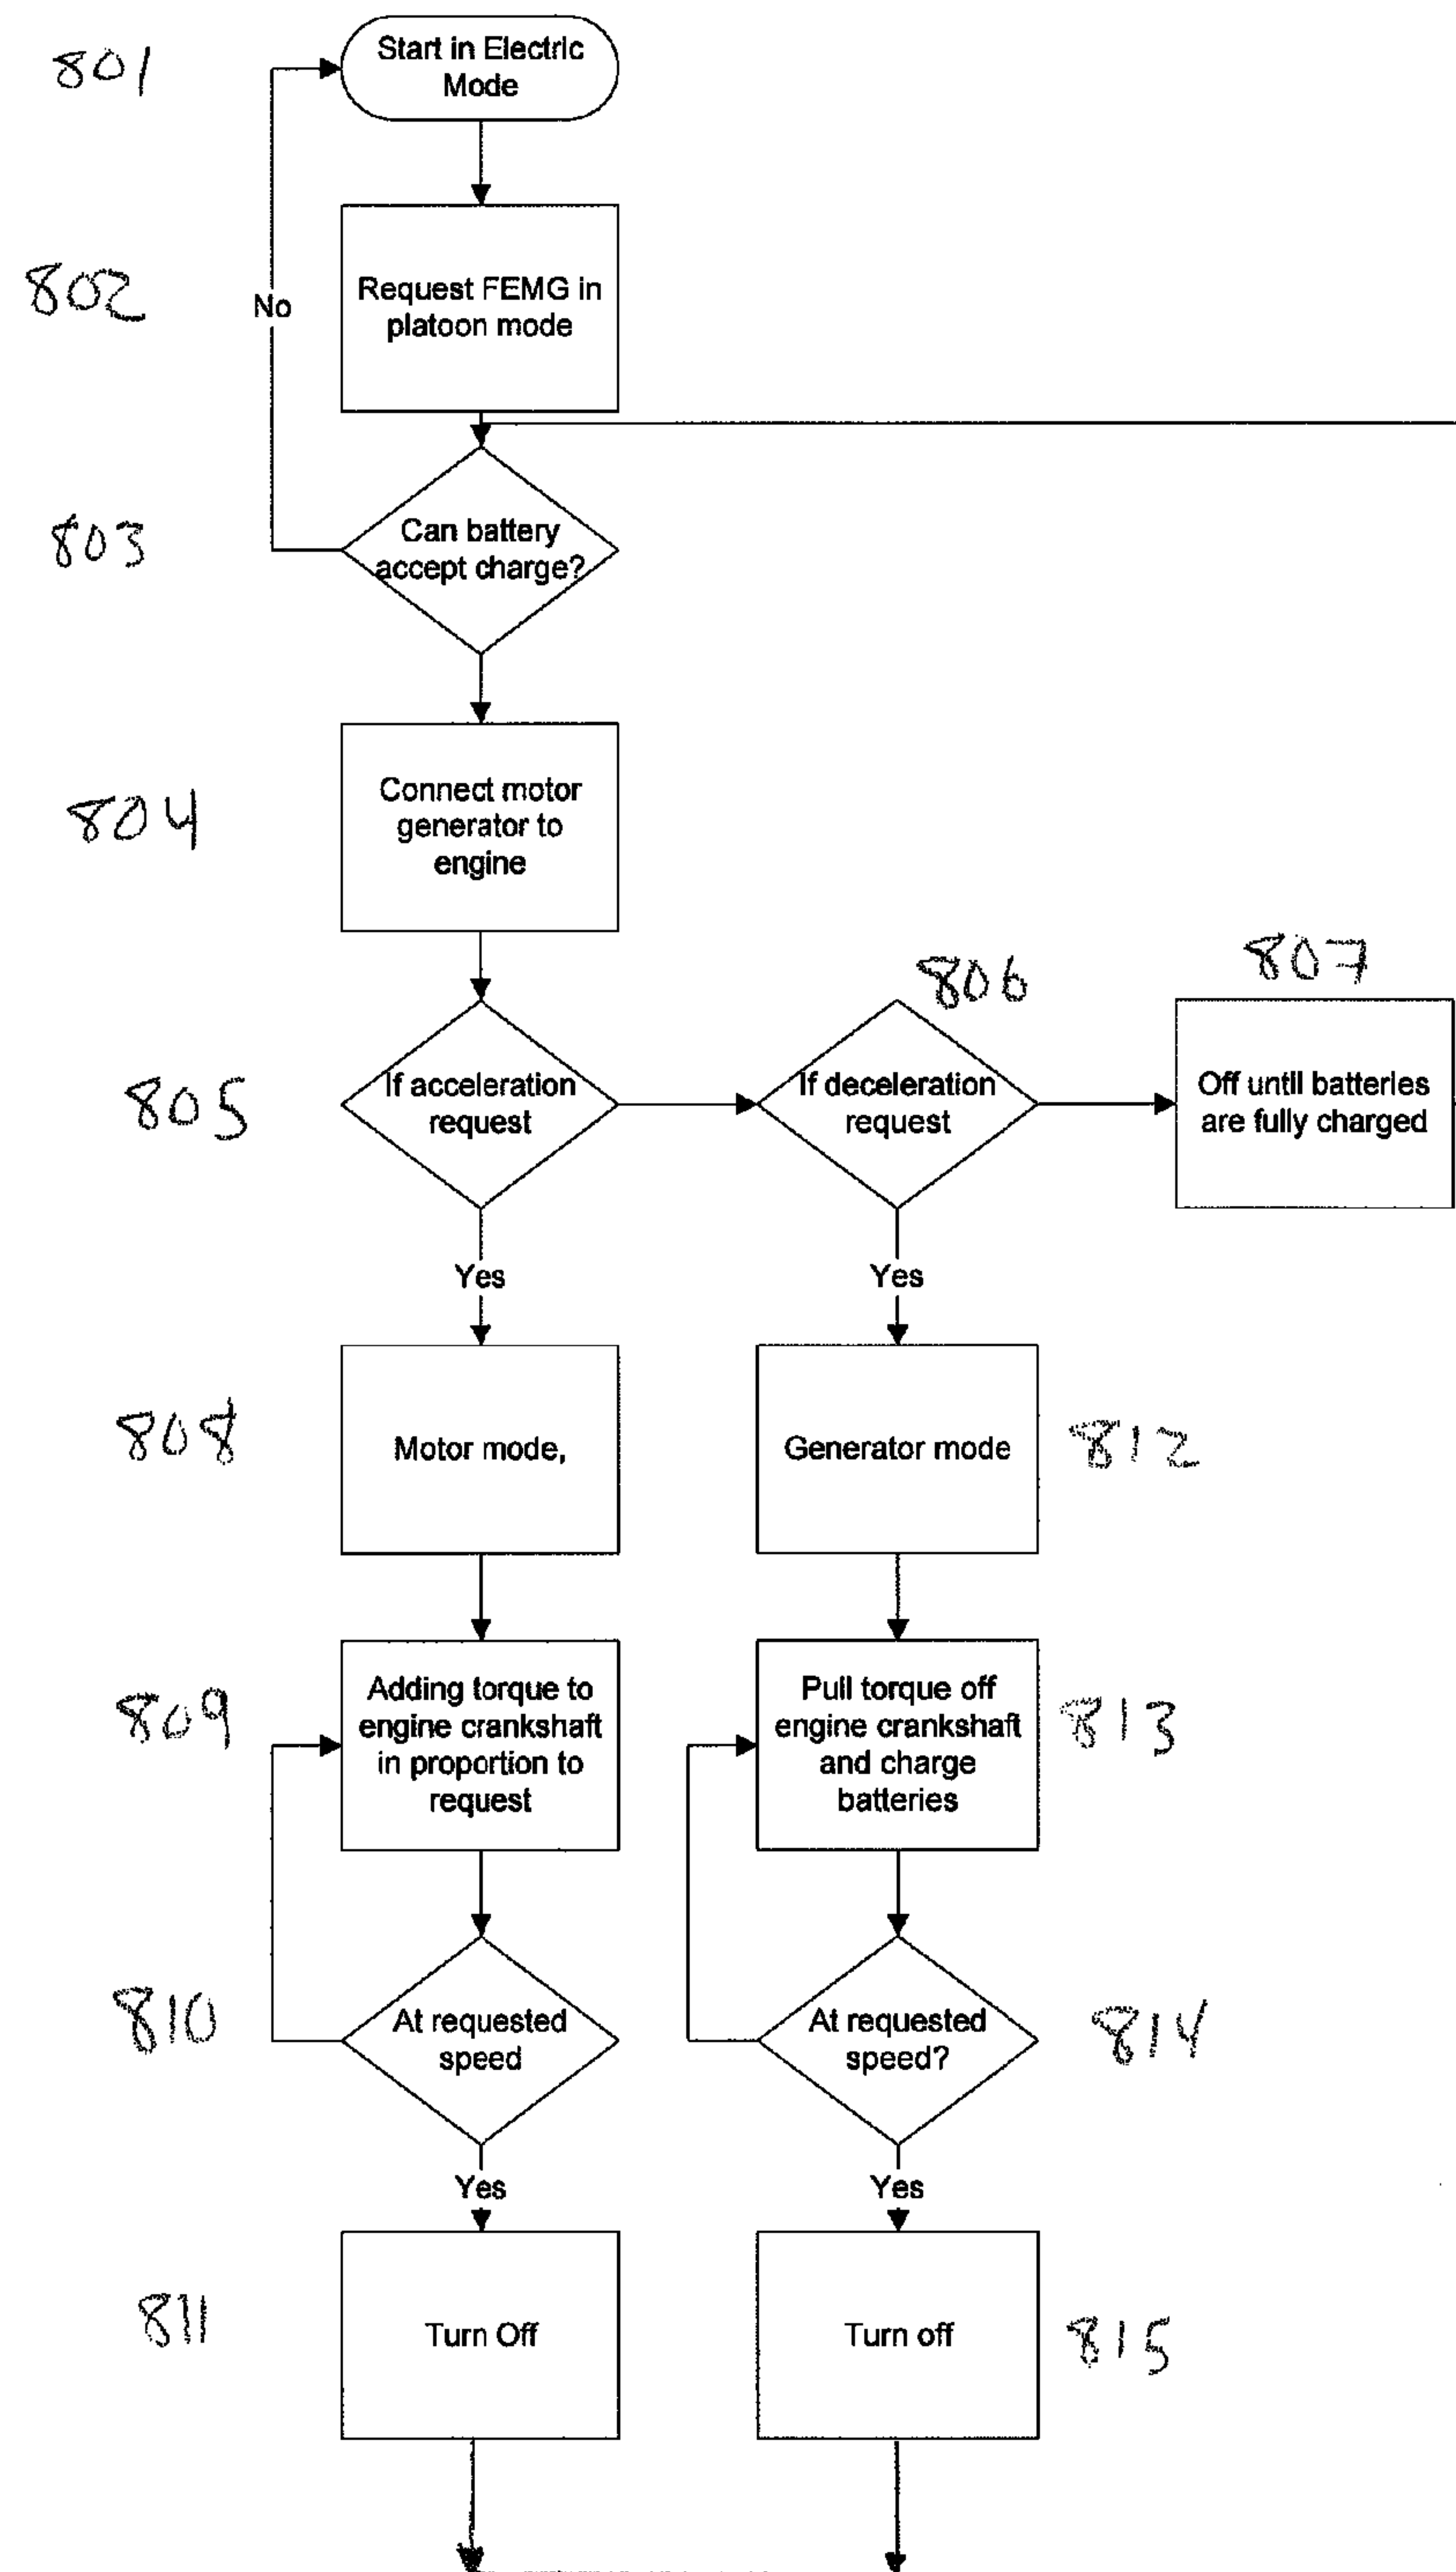 801
Start in Electric
Mode
802
Request FEMG in
platoon mode
No
803
Can battery
accept charge?
804
Connect motor
generator to
engine
805
If acceleration
request
806
If deceleration
request
807
Off until batteries
are fully charged
Yes
Yes
808
Motor mode,
Generator mode
812
809
Adding torque to
engine crankshaft
in proportion to
request
Pull torque off
engine crankshaft
and charge
batteries
813
810
At requested
speed
At requested
speed?
814
Yes
Yes
811
Turn Off
Turn off
815